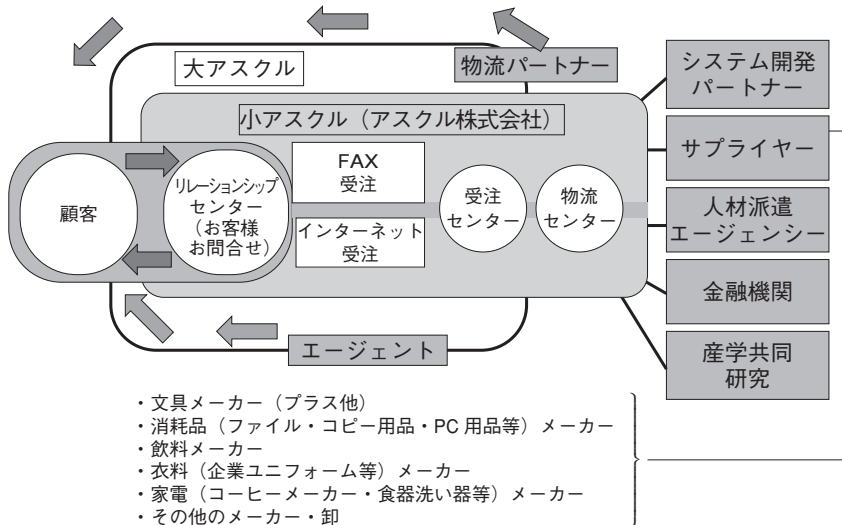 大アスクル
物流パートナー
小アスクル（アスクル株式会社）
顧客
リレーションシップ
センター
（お客様
お問合せ）
FAX
受注
インターネット
受注
受注
センター
物流
センター
エージェント
システム開発
パートナー
サプライヤー
人材派遣
エージェンシー
金融機関
産学共同
研究
・文具メーカー（プラス他）
・消耗品（ファイル・コピー用品・PC 用品等）メーカー
・飲料メーカー
・衣料（企業ユニフォーム等）メーカー
・家電（コーヒーメーカー・食器洗い器等）メーカー
・その他のメーカー・卸